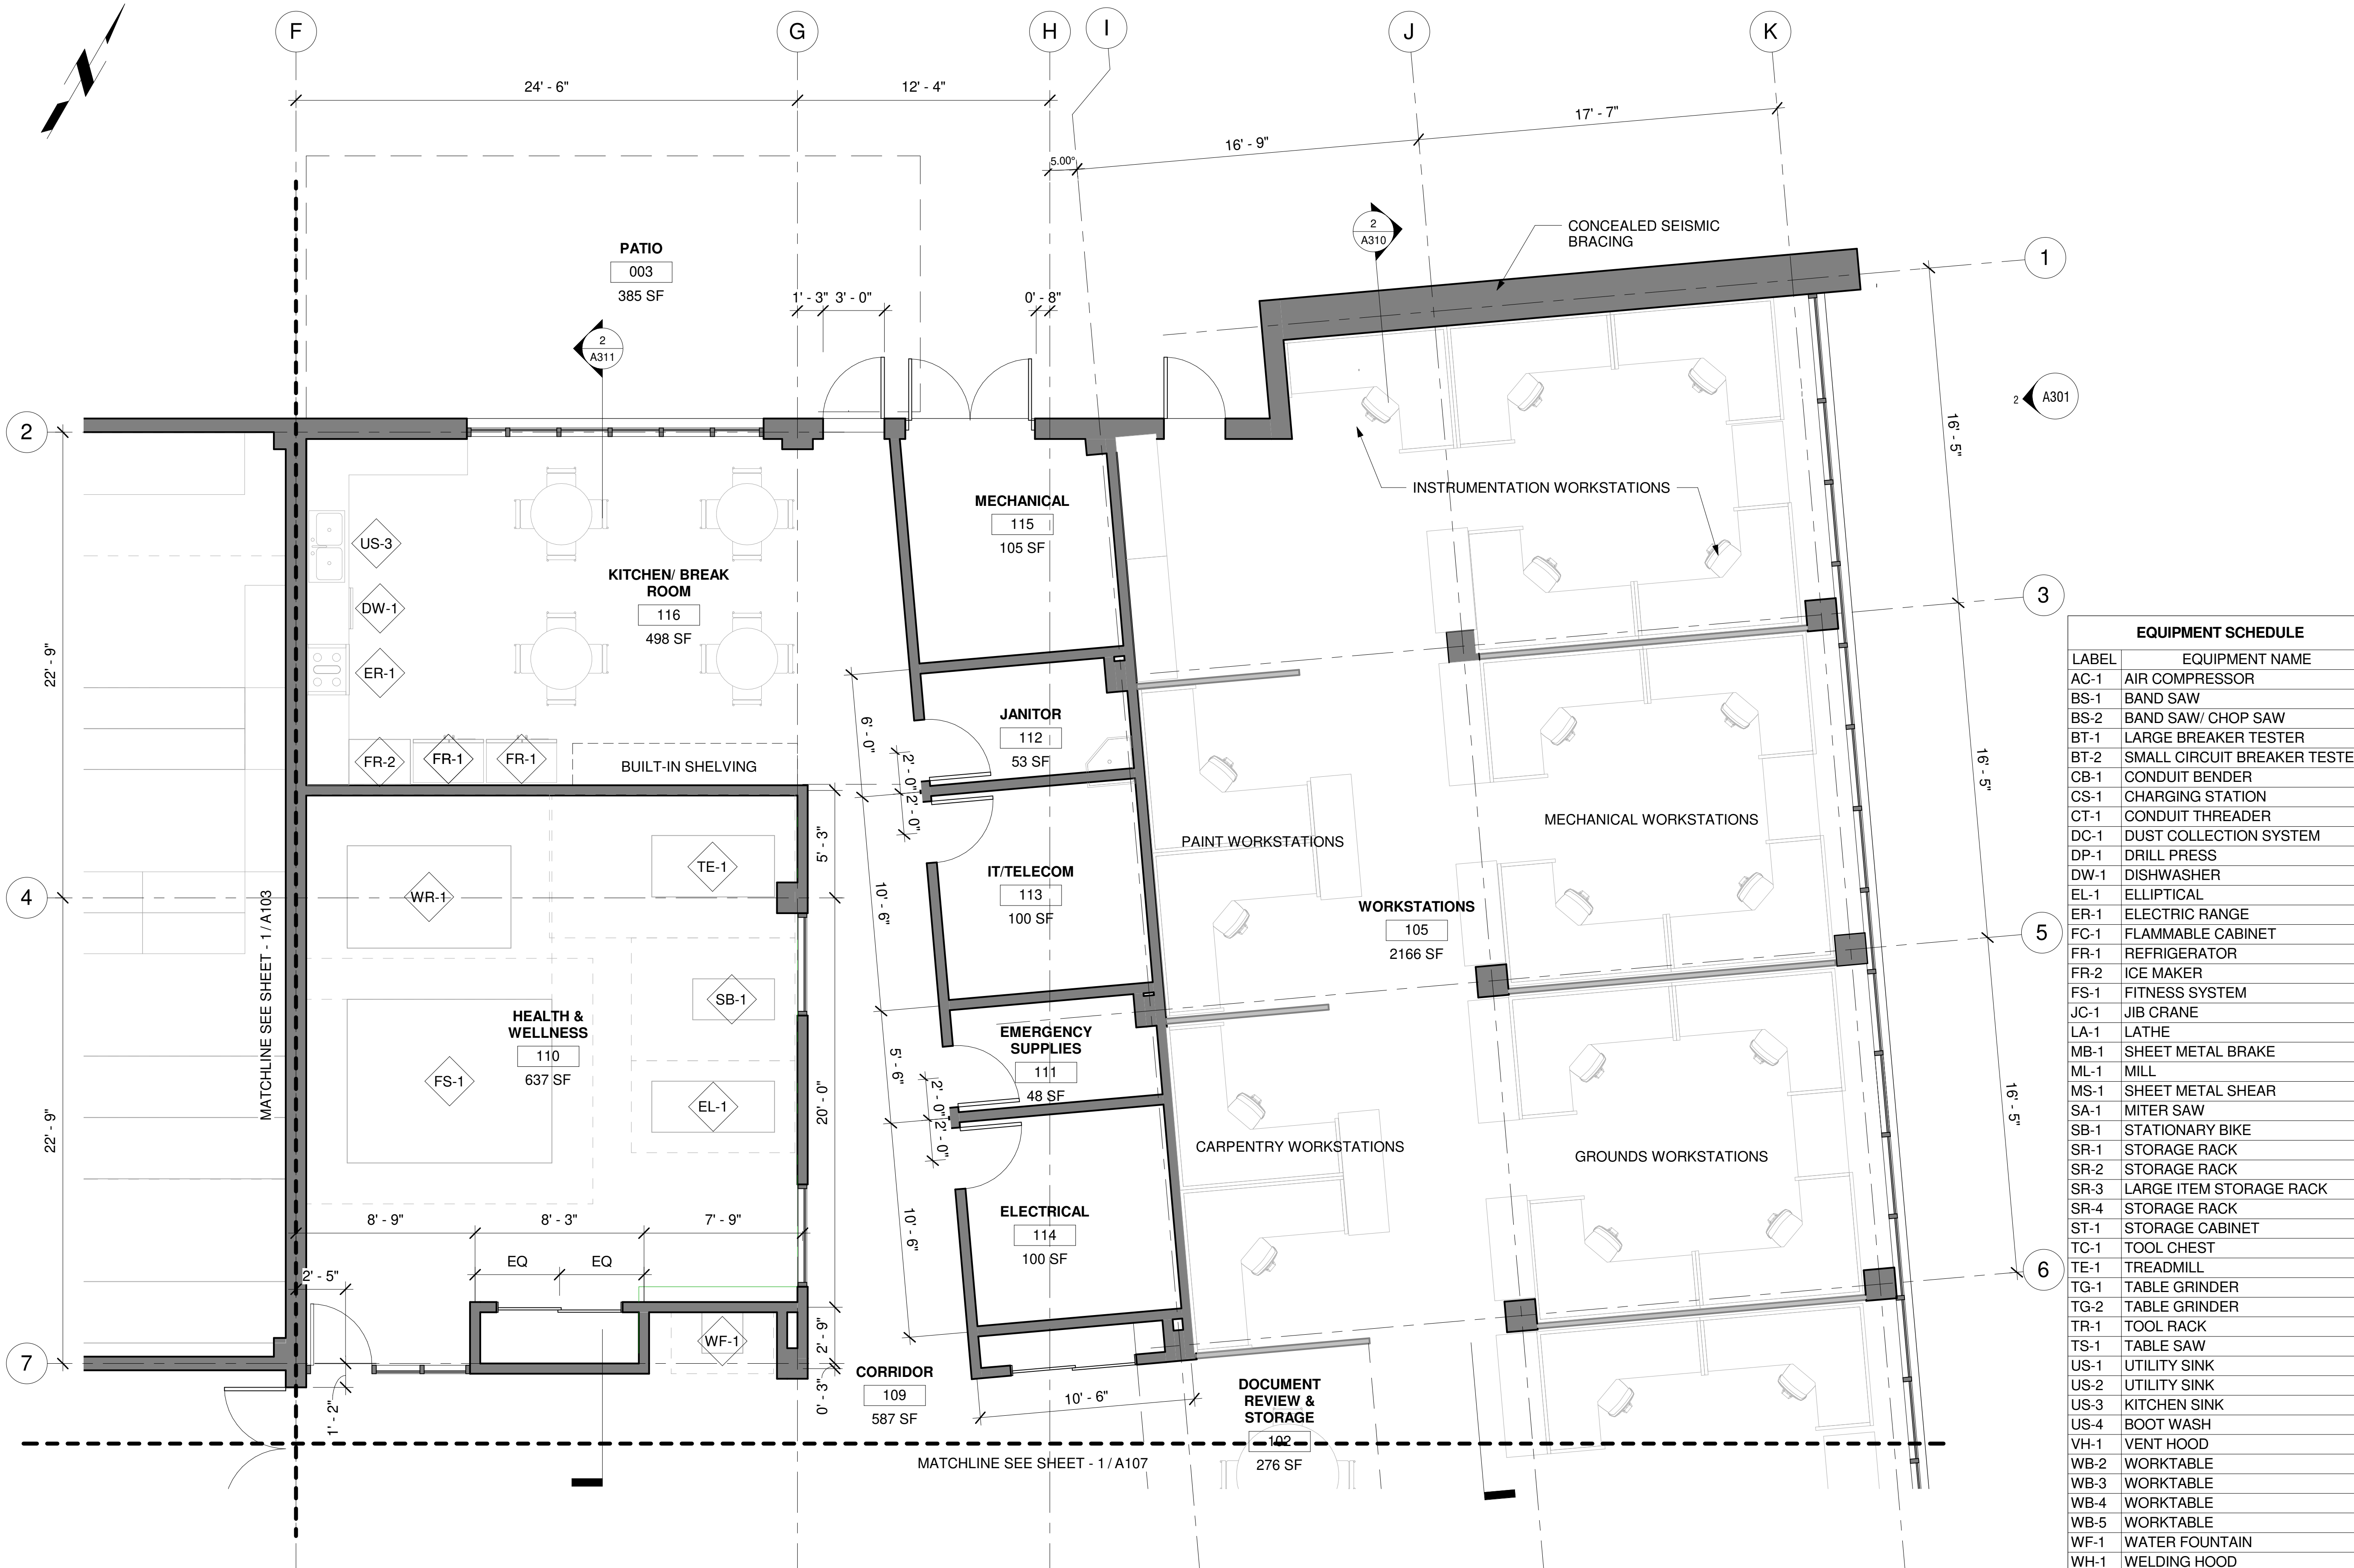 F
G
H
I
J
K
24' - 6"
12' - 4"
16' - 9"
17' - 7"
5.00°
PATIO
003
385 SF
2
A311
1' - 3"
3' - 0"
0' - 8"
2
A310
CONCEALED SEISMIC
BRACING
1
2
A301
2
INSTRUMENTATION WORKSTATIONS
16' - 5"
MECHANICAL
115
105 SF
US-3
KITCHEN/ BREAK
ROOM
116
498 SF
DW-1
ER-1
3
22' - 9"
FR-2
FR-1
FR-1
BUILT-IN SHELVING
6' - 0"
JANITOR
112
53 SF
2' - 0"
2' - 0"
16' - 5"
MECHANICAL WORKSTATIONS
PAINT WORKSTATIONS
5' - 3"
TE-1
WR-1
4
MATCHLINE SEE SHEET - 1 / A103
10' - 6"
IT/TELECOM
113
100 SF
WORKSTATIONS
105
2166 SF
5
SB-1
HEALTH &
WELLNESS
110
637 SF
FS-1
EL-1
20' - 0"
22' - 9"
5' - 6"
EMERGENCY
SUPPLIES
111
48 SF
2' - 0"
2' - 0"
16' - 5"
CARPENTRY WORKSTATIONS
GROUNDS WORKSTATIONS
10' - 6"
ELECTRICAL
114
100 SF
8' - 9"
8' - 3"
7' - 9"
EQ
EQ
2' - 5"
6
WF-1
2' - 9"
7
0' - 3"
1' - 2"
CORRIDOR
109
587 SF
10' - 6"
DOCUMENT
REVIEW &
STORAGE
102
276 SF
MATCHLINE SEE SHEET - 1 / A107
EQUIPMENT SCHEDULE
LABEL EQUIPMENT NAME
AC-1 AIR COMPRESSOR
BS-1 BAND SAW
BS-2 BAND SAW/ CHOP SAW
BT-1 LARGE BREAKER TESTER
BT-2 SMALL CIRCUIT BREAKER TESTE
CB-1 CONDUIT BENDER
CS-1 CHARGING STATION
CT-1 CONDUIT THREADER
DC-1 DUST COLLECTION SYSTEM
DP-1 DRILL PRESS
DW-1 DISHWASHER
EL-1 ELLIPTICAL
ER-1 ELECTRIC RANGE
FC-1 FLAMMABLE CABINET
FR-1 REFRIGERATOR
FR-2 ICE MAKER
FS-1 FITNESS SYSTEM
JC-1 JIB CRANE
LA-1 LATHE
MB-1 SHEET METAL BRAKE
ML-1 MILL
MS-1 SHEET METAL SHEAR
SA-1 MITER SAW
SB-1 STATIONARY BIKE
SR-1 STORAGE RACK
SR-2 STORAGE RACK
SR-3 LARGE ITEM STORAGE RACK
SR-4 STORAGE RACK
ST-1 STORAGE CABINET
TC-1 TOOL CHEST
TE-1 TREADMILL
TG-1 TABLE GRINDER
TG-2 TABLE GRINDER
TR-1 TOOL RACK
TS-1 TABLE SAW
US-1 UTILITY SINK
US-2 UTILITY SINK
US-3 KITCHEN SINK
US-4 BOOT WASH
VH-1 VENT HOOD
WB-2 WORKTABLE
WB-3 WORKTABLE
WB-4 WORKTABLE
WB-5 WORKTABLE
WF-1 WATER FOUNTAIN
WH-1 WELDING HOOD